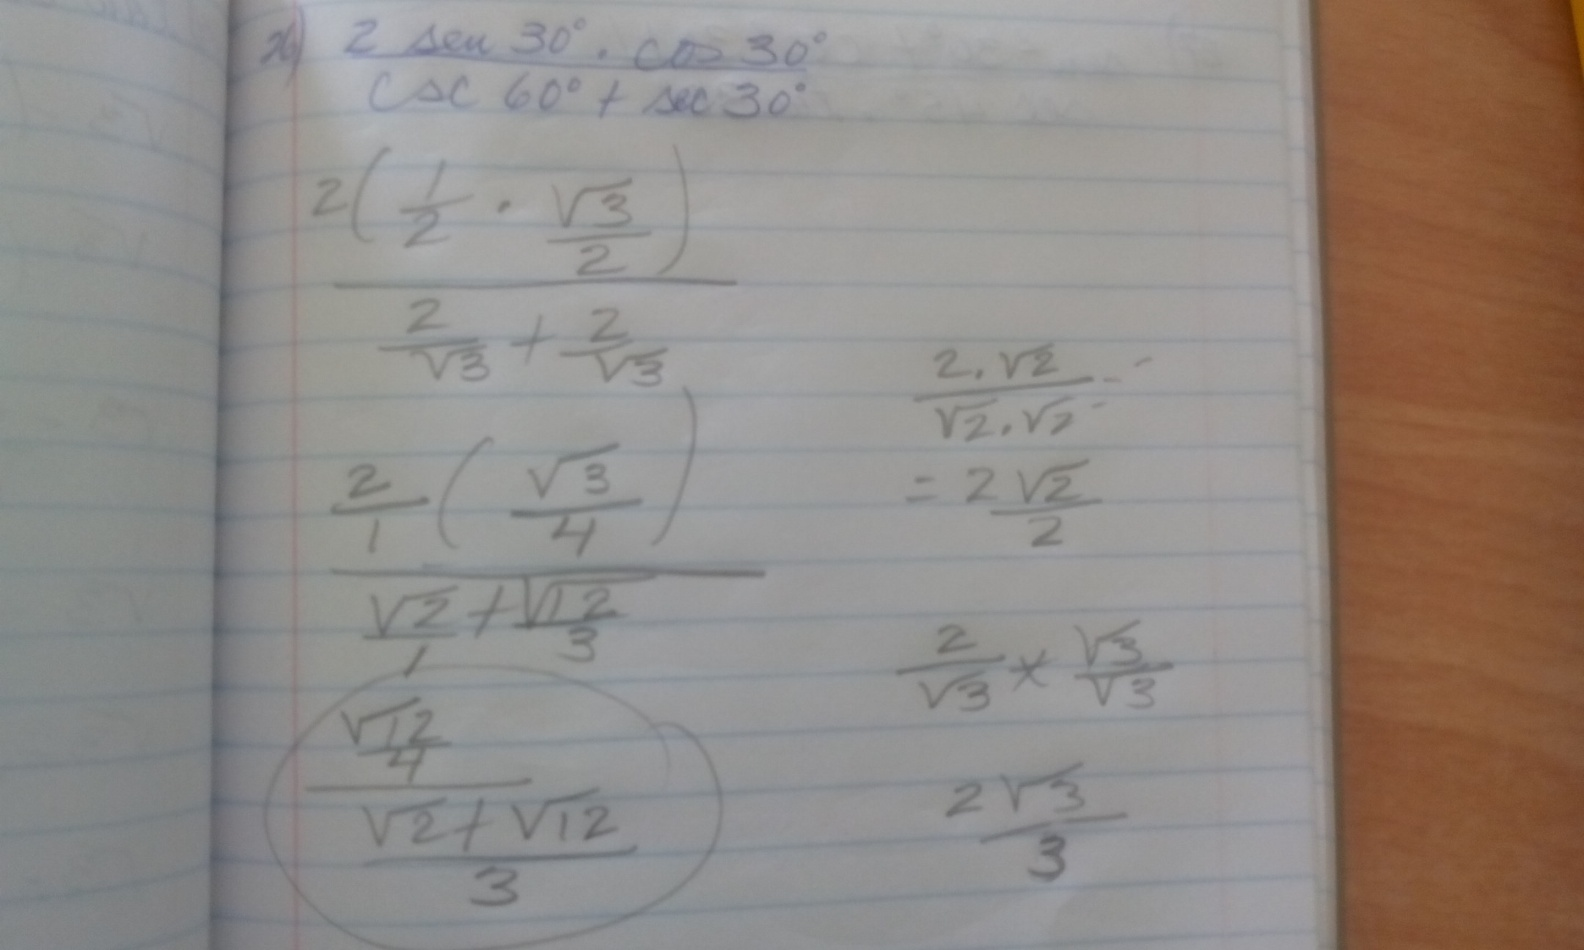 2 sen 30° . cos 30°
csc 60° + sec 30°
2 ( 1/2 · √3/2 )
2/√3 + 2/√3
2/1 ( √3/4 )
√2/1 + √12/3
√12/4
√2 + √12
3
2 . √2
√2 . √2
=
= 2 √2
2
2/√3 × √3/√3
2 √3
3